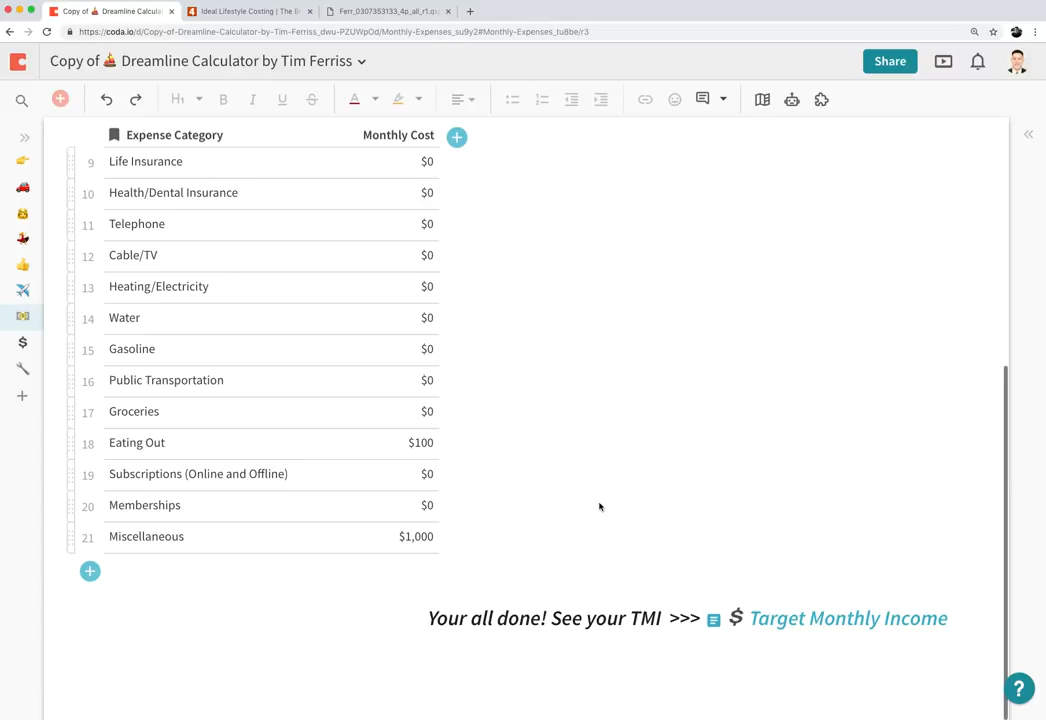 Copy of Dreamline Calcula
Ideal Lifestyle Costing | The B
Ferr_0307353133_4p_all_r1.qx
https://coda.io/d/Copy-of-Dreamline-Calculator-by-Tim-Ferriss_dwu-PZUWpOd/Monthly-Expenses_su9y2#Monthly-Expenses_tu8be/r3
Copy of Dreamline Calculator by Tim Ferriss
Share
H1 B I U S A
Expense Category Monthly Cost
9 Life Insurance $0
10 Health/Dental Insurance $0
11 Telephone $0
12 Cable/TV $0
13 Heating/Electricity $0
14 Water $0
15 Gasoline $0
16 Public Transportation $0
17 Groceries $0
18 Eating Out $100
19 Subscriptions (Online and Offline) $0
20 Memberships $0
21 Miscellaneous $1,000
Your all done! See your TMI >>> $ Target Monthly Income
?